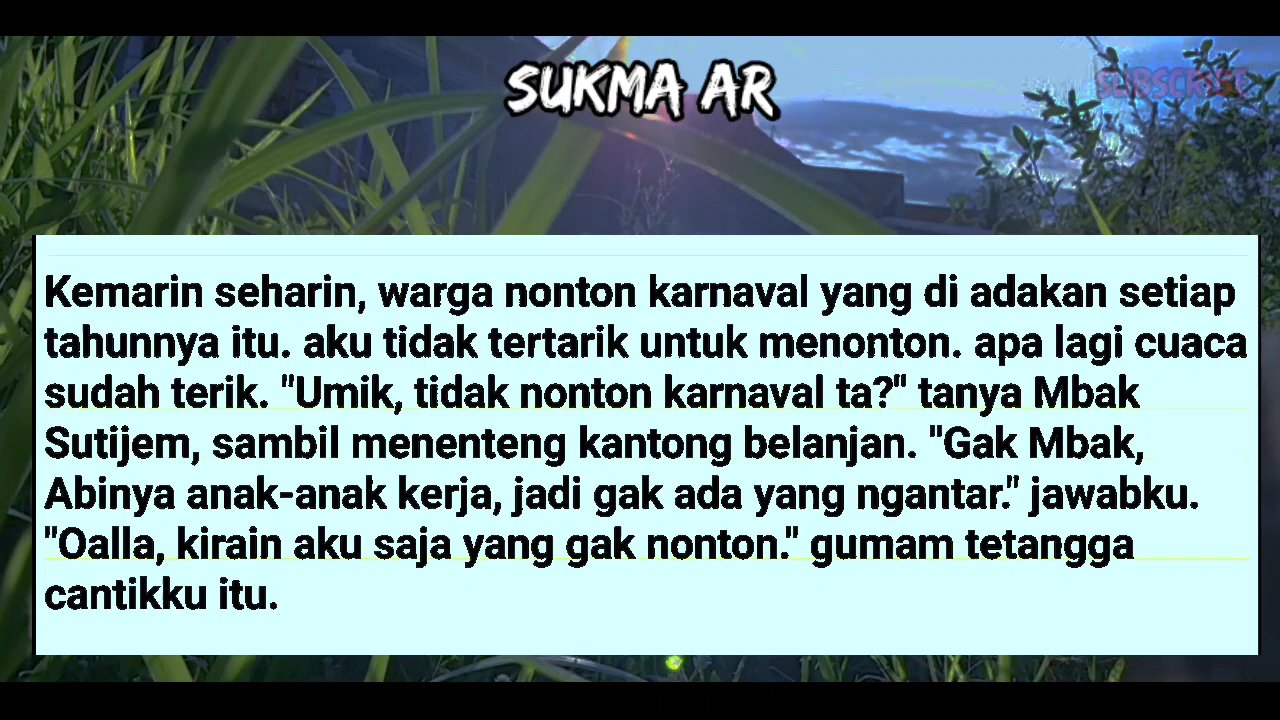 SUKMA AR
SUBSCRIBE
Kemarin seharin, warga nonton karnaval yang di adakan setiap
tahunnya itu. aku tidak tertarik untuk menonton. apa lagi cuaca
sudah terik. "Umik, tidak nonton karnaval ta?" tanya Mbak
Sutijem, sambil menenteng kantong belanjan. "Gak Mbak,
Abinya anak-anak kerja, jadi gak ada yang ngantar." jawabku.
"Oalla, kirain aku saja yang gak nonton." gumam tetangga
cantikku itu.